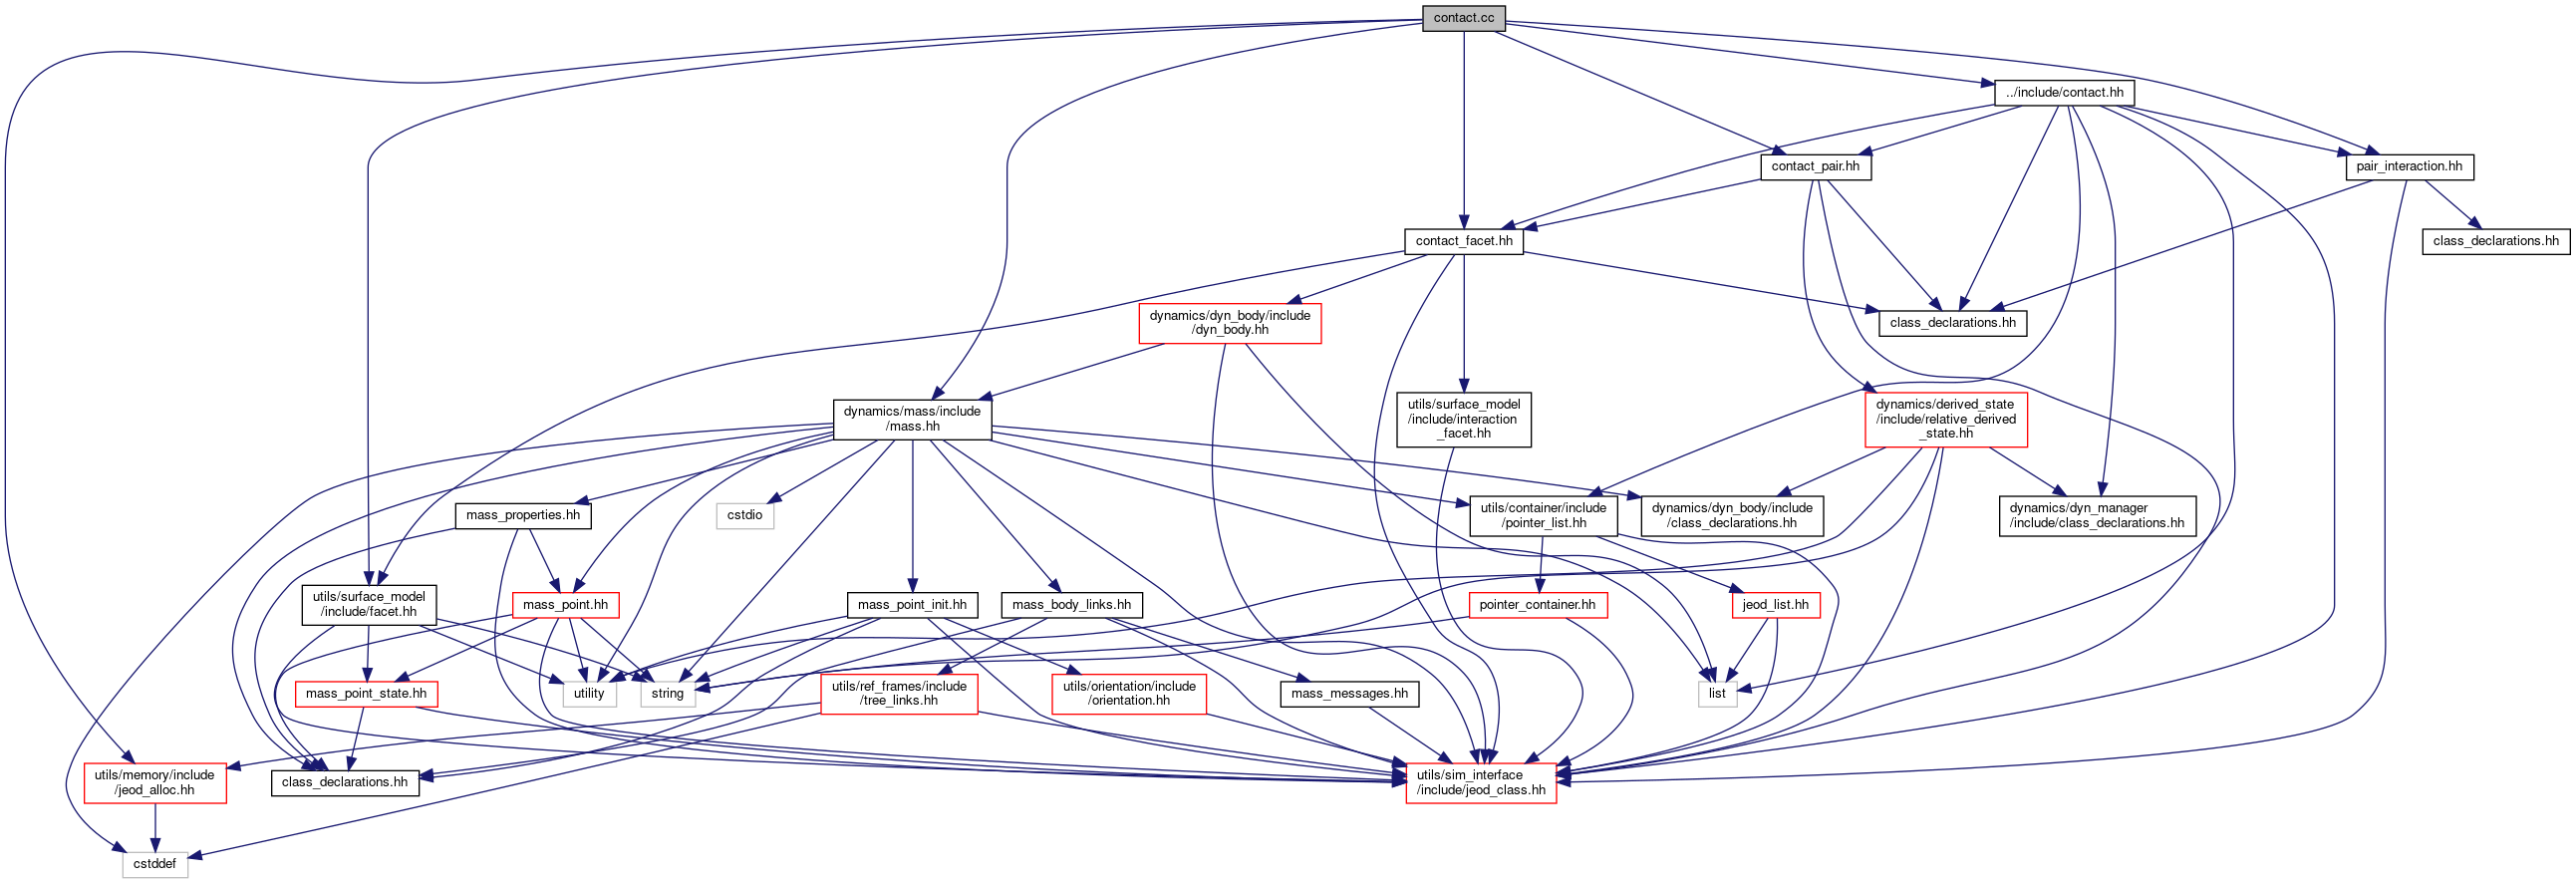 contact.cc
../include/contact.hh
contact_pair.hh
pair_interaction.hh
contact_facet.hh
class_declarations.hh
dynamics/dyn_body/include
/dyn_body.hh
class_declarations.hh
dynamics/mass/include
/mass.hh
utils/surface_model
/include/interaction
_facet.hh
dynamics/derived_state
/include/relative_derived
_state.hh
mass_properties.hh
cstdio
utils/container/include
/pointer_list.hh
dynamics/dyn_body/include
/class_declarations.hh
dynamics/dyn_manager
/include/class_declarations.hh
utils/surface_model
/include/facet.hh
mass_point.hh
mass_point_init.hh
mass_body_links.hh
pointer_container.hh
jeod_list.hh
mass_point_state.hh
utility
string
utils/ref_frames/include
/tree_links.hh
utils/orientation/include
/orientation.hh
mass_messages.hh
list
utils/memory/include
/jeod_alloc.hh
class_declarations.hh
utils/sim_interface
/include/jeod_class.hh
cstddef